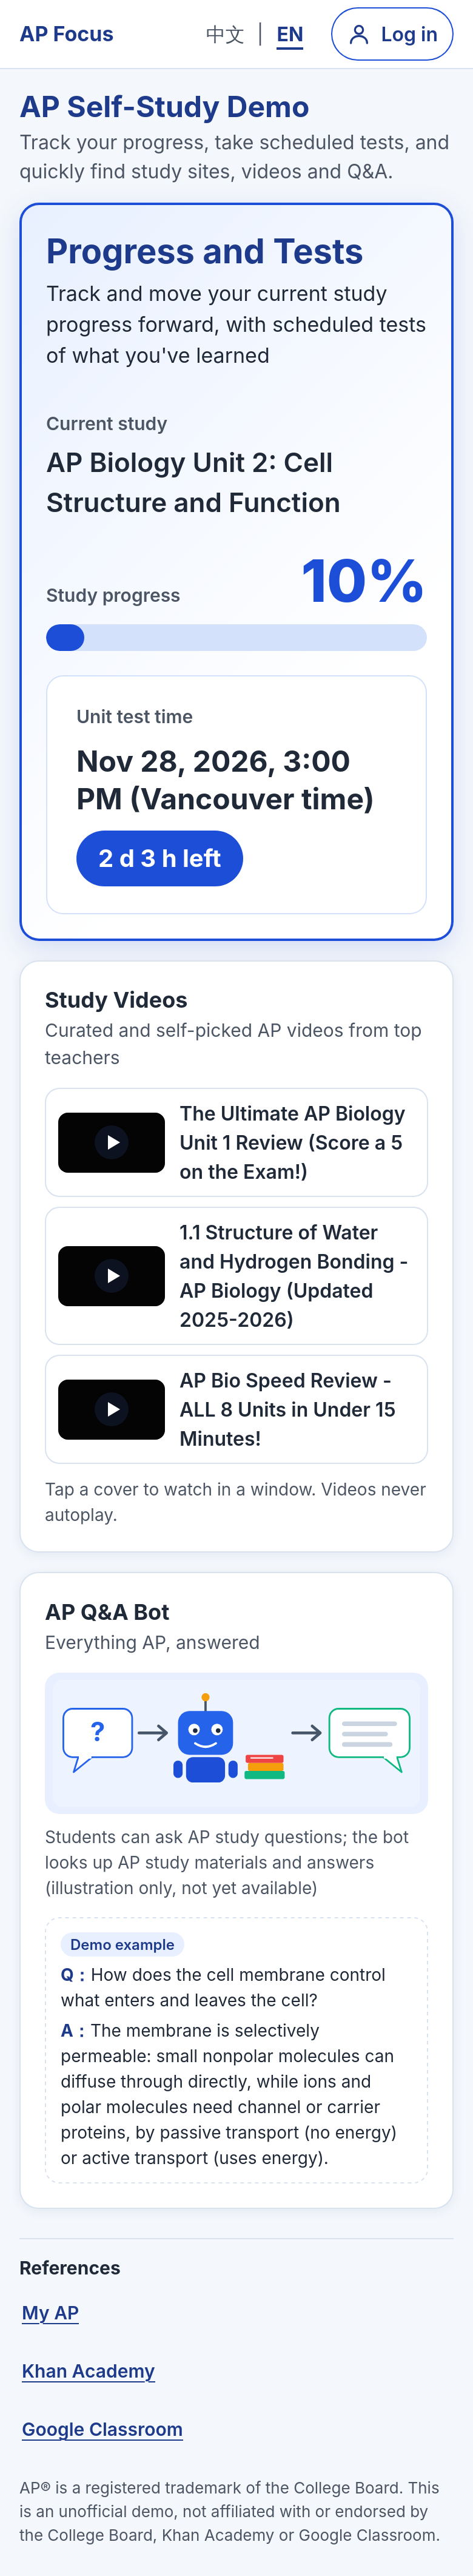 AP Focus
中文 | EN
Log in
AP Self-Study Demo
Track your progress, take scheduled tests, and
quickly find study sites, videos and Q&A.
Progress and Tests
Track and move your current study
progress forward, with scheduled tests
of what you've learned
Current study
AP Biology Unit 2: Cell
Structure and Function
Study progress
10%
Unit test time
Nov 28, 2026, 3:00
PM (Vancouver time)
2 d 3 h left
Study Videos
Curated and self-picked AP videos from top
teachers
The Ultimate AP Biology
Unit 1 Review (Score a 5
on the Exam!)
1.1 Structure of Water
and Hydrogen Bonding -
AP Biology (Updated
2025-2026)
AP Bio Speed Review -
ALL 8 Units in Under 15
Minutes!
Tap a cover to watch in a window. Videos never
autoplay.
AP Q&A Bot
Everything AP, answered
?
Students can ask AP study questions; the bot
looks up AP study materials and answers
(illustration only, not yet available)
Demo example
Q：How does the cell membrane control
what enters and leaves the cell?
A：The membrane is selectively
permeable: small nonpolar molecules can
diffuse through directly, while ions and
polar molecules need channel or carrier
proteins, by passive transport (no energy)
or active transport (uses energy).
References
My AP
Khan Academy
Google Classroom
AP® is a registered trademark of the College Board. This
is an unofficial demo, not affiliated with or endorsed by
the College Board, Khan Academy or Google Classroom.